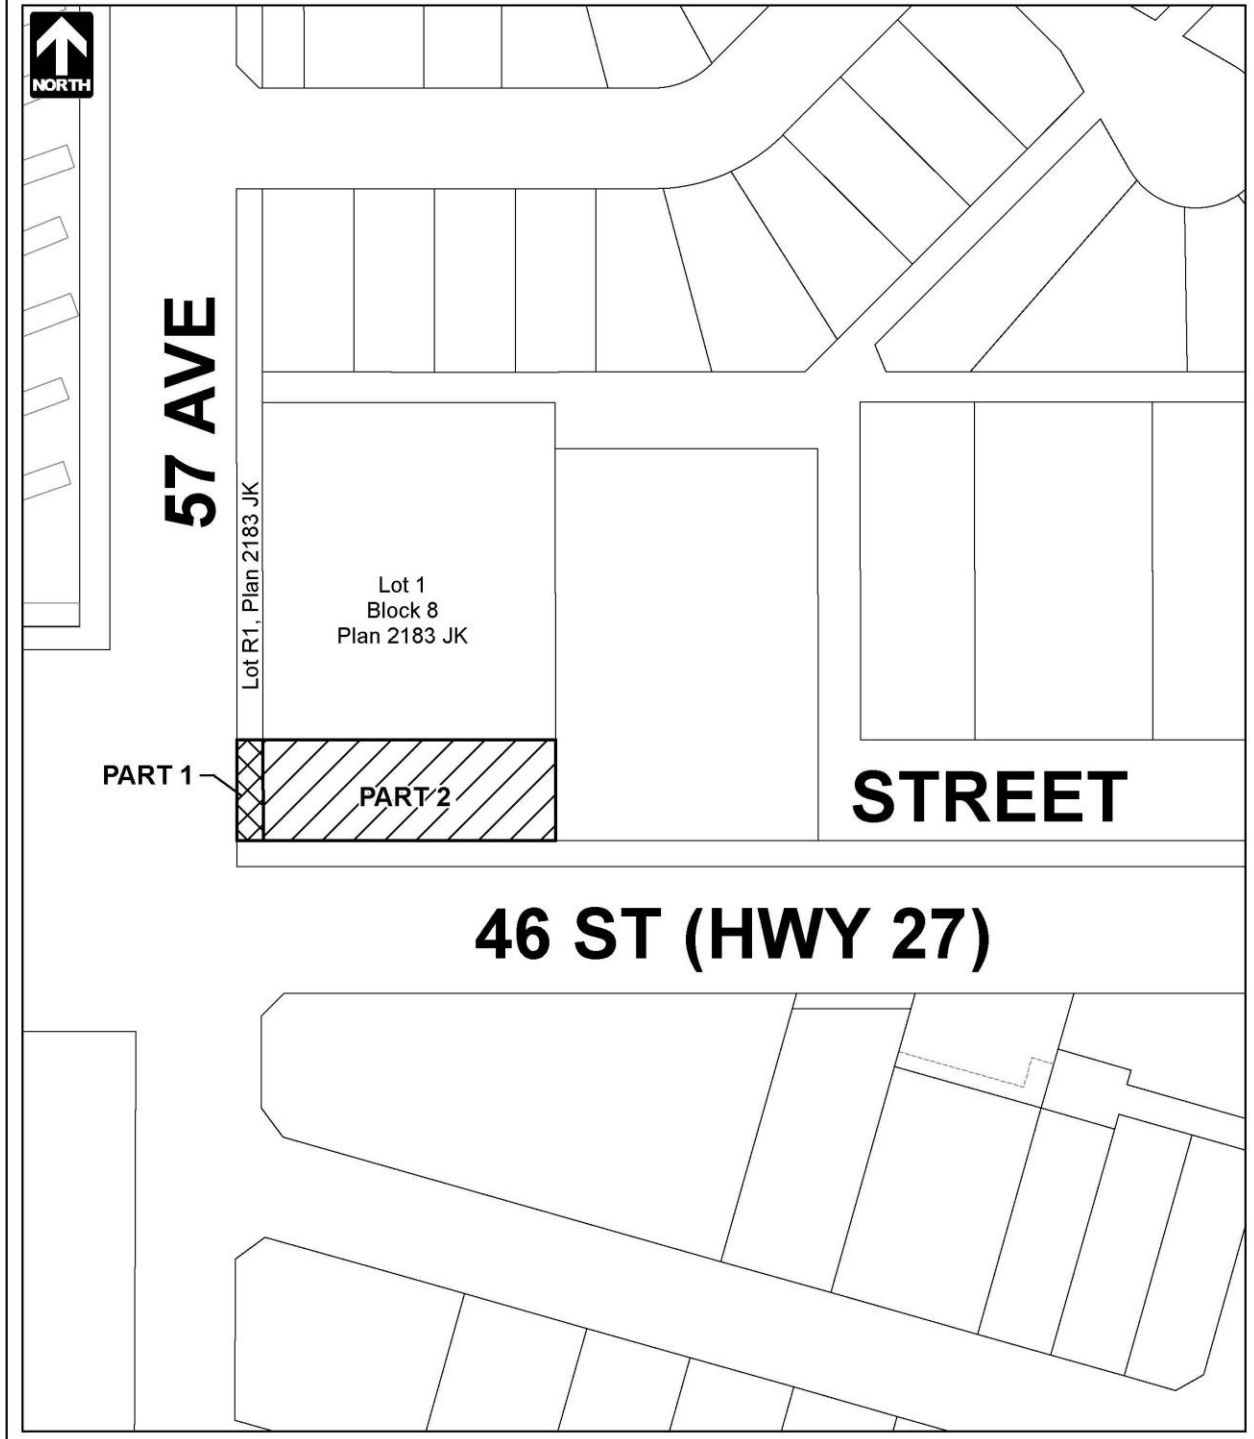 NORTH
57 AVE
Lot R1, Plan 2183 JK
Lot 1
Block 8
Plan 2183 JK
PART 1
PART 2
STREET
46 ST (HWY 27)